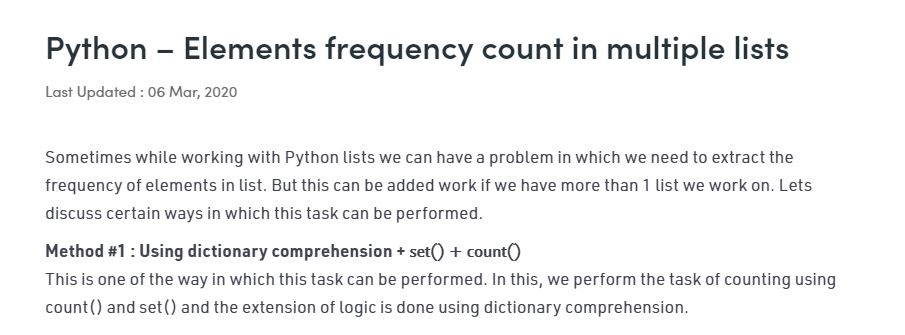 Python – Elements frequency count in multiple lists
Last Updated : 06 Mar, 2020
Sometimes while working with Python lists we can have a problem in which we need to extract the
frequency of elements in list. But this can be added work if we have more than 1 list we work on. Lets
discuss certain ways in which this task can be performed.
Method #1 : Using dictionary comprehension + set() + count()
This is one of the way in which this task can be performed. In this, we perform the task of counting using
count() and set() and the extension of logic is done using dictionary comprehension.